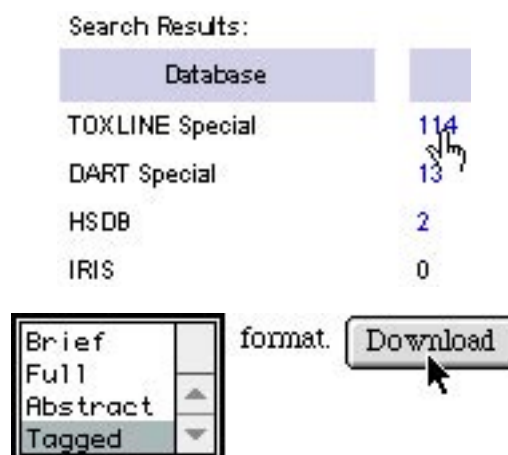 Search Results:
Database
TOXLINE Special 114
DART Special 13
HSDB 2
IRIS 0
Brief format. Download
Full
Abstract
Tagged